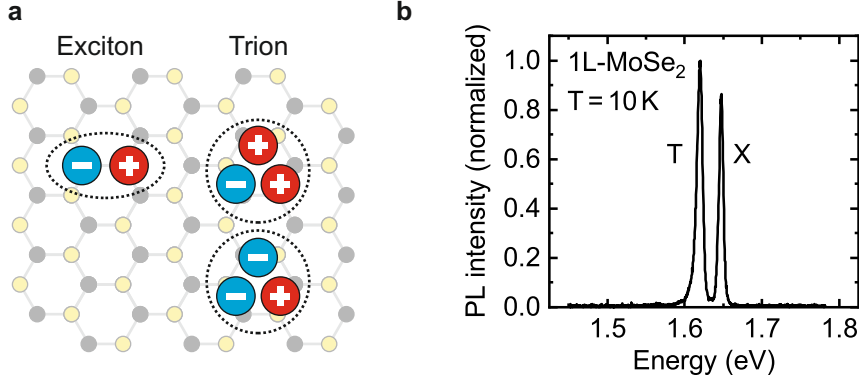 a
Exciton
Trion
− +
+
− +
−
− +
b
PL intensity (normalized)
1.0
0.8
0.6
0.4
0.2
0.0
1L-MoSe₂
T = 10 K
T
X
1.5
1.6
1.7
1.8
Energy (eV)